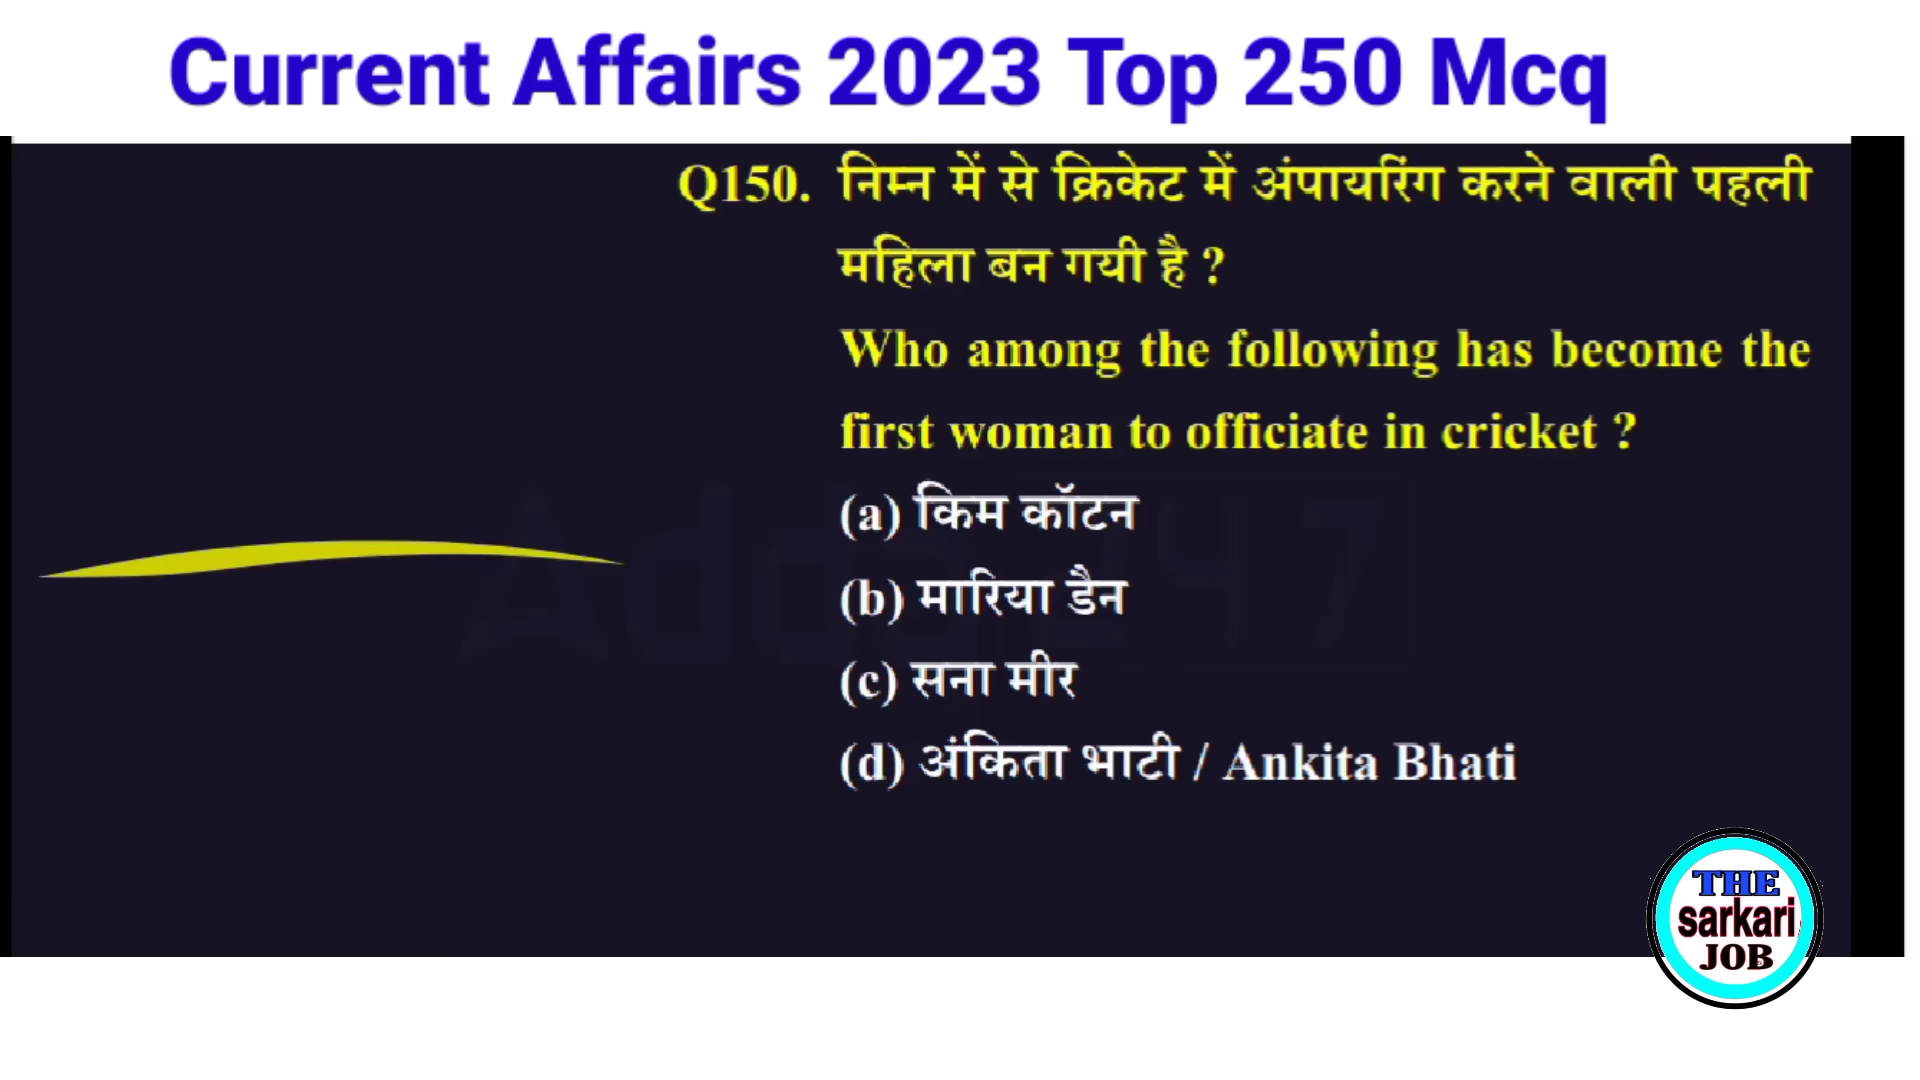 Current Affairs 2023 Top 250 Mcq
Q150. निम्न में से क्रिकेट में अंपायरिंग करने वाली पहली
महिला बन गयी है ?
Who among the following has become the
first woman to officiate in cricket ?
(a) किम कॉटन
(b) मारिया डैन
(c) सना मीर
(d) अंकिता भाटी / Ankita Bhati
THE
sarkari
JOB